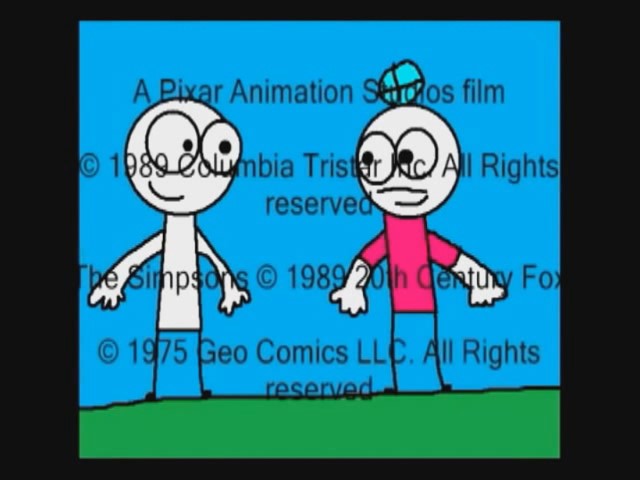 A Pixar Animation Studios film
© 1989 Columbia Tristar Inc. All Rights
reserved
The Simpsons © 1989 20th Century Fox
© 1975 Geo Comics LLC. All Rights
reserved